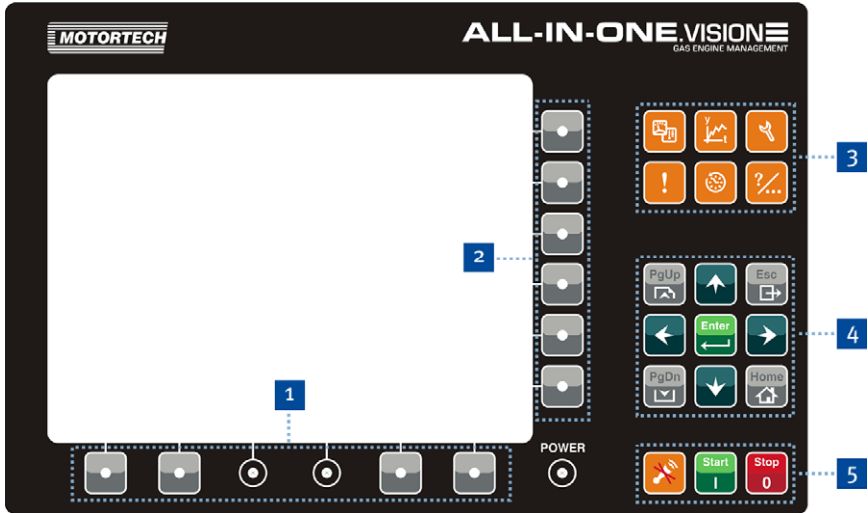 MOTORTECH
ALL-IN-ONE.VISION
GAS ENGINE MANAGEMENT
y
t
3
!
?/...
2
PgUp
Esc
Enter
4
PgDn
Home
1
POWER
Start
I
Stop
0
5